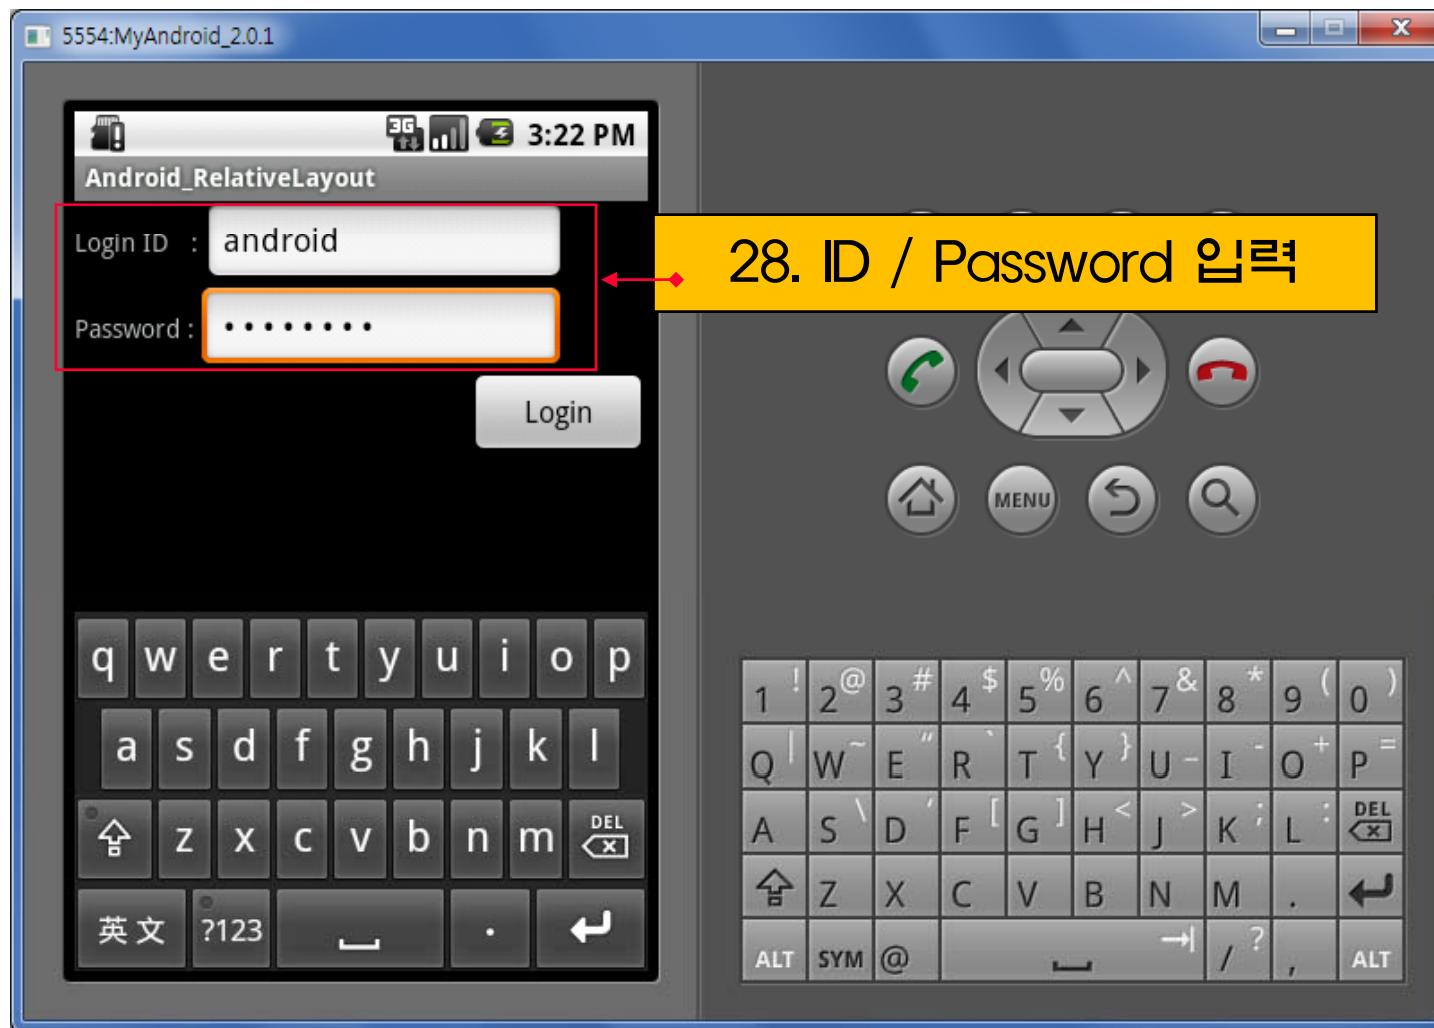 5554:MyAndroid_2.0.1
3G 3:22 PM
Android_RelativeLayout
Login ID : android
28. ID / Password 입력
Password : ••••••••
Login
MENU
q w e r t y u i o p
a s d f g h j k l
z x c v b n m DEL
英文 ?123 .
1 ! 2 @ 3 # 4 $ 5 % 6 ^ 7 & 8 * 9 ( 0 )
Q | W ~ E " R ` T { Y } U _ I - O + P =
A S \ D ' F [ G ] H < J > K ; L : DEL
Z X C V B N M .
ALT SYM @ / ? , ALT